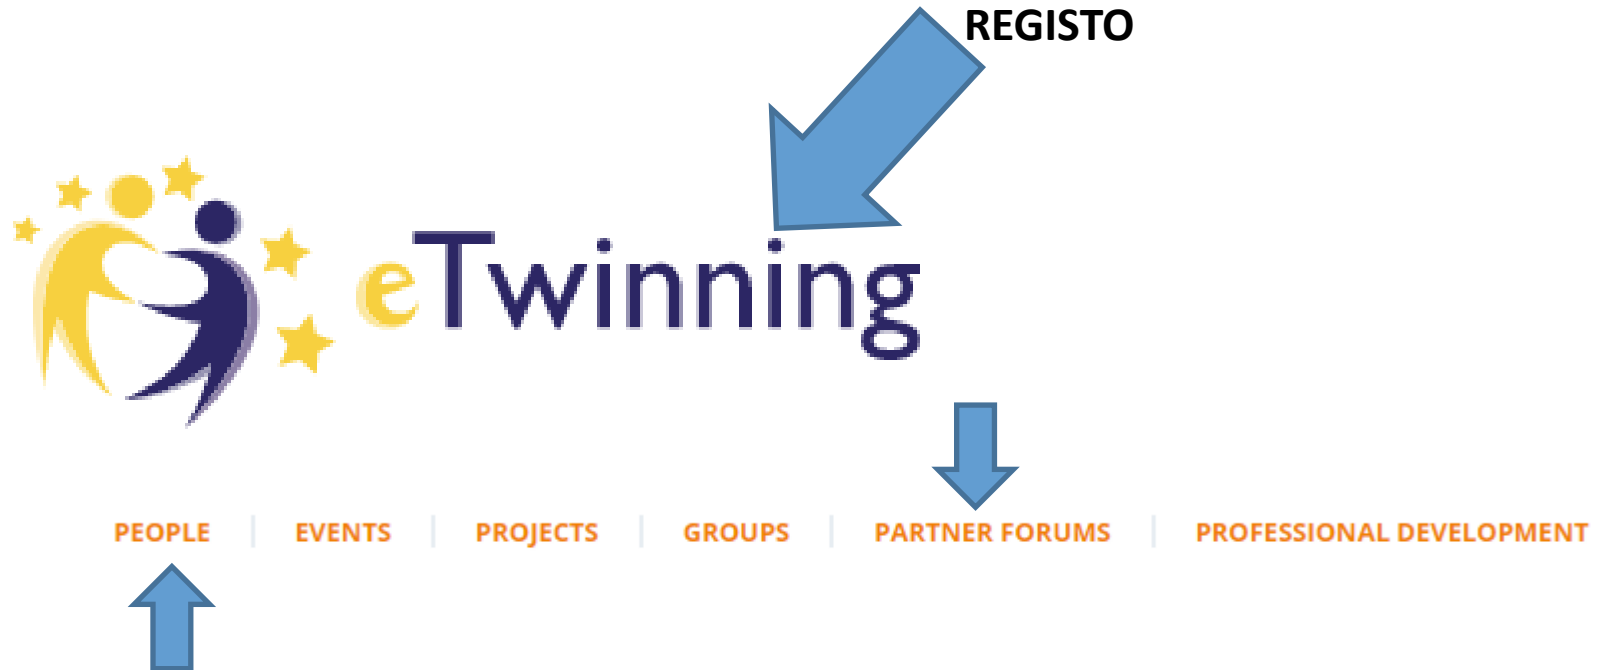 REGISTO
eTwinning
PEOPLE EVENTS PROJECTS GROUPS PARTNER FORUMS PROFESSIONAL DEVELOPMENT